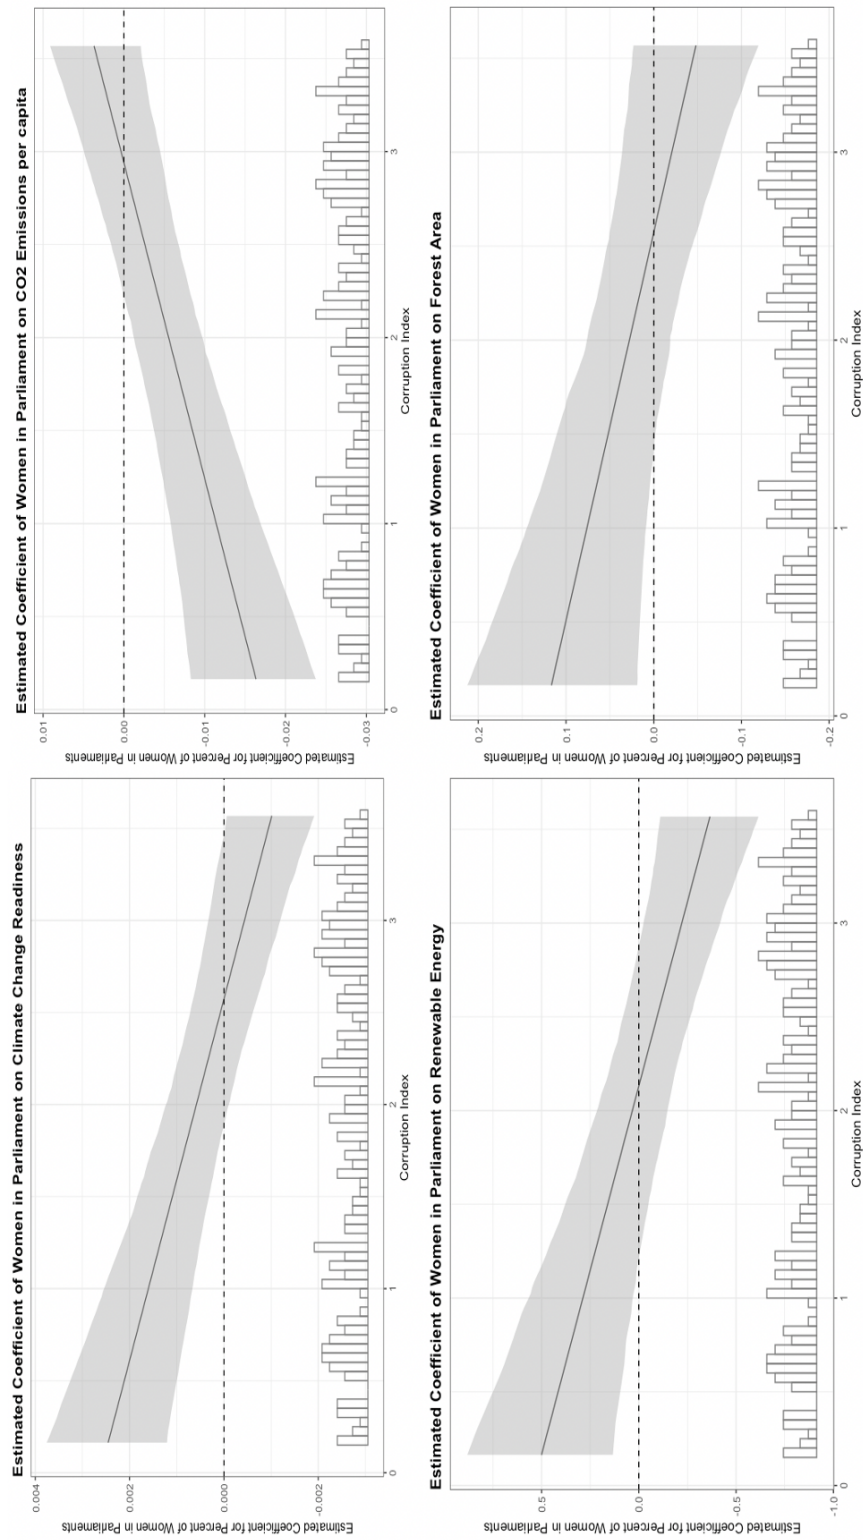 Estimated Coefficient of Women in Parliament on Climate Change Readiness
Estimated Coefficient for Percent of Women in Parliaments
0.004
0.002
0.000
-0.002
0
1
2
3
Corruption Index
Estimated Coefficient of Women in Parliament on CO2 Emissions per capita
Estimated Coefficient for Percent of Women in Parliaments
0.01
0.00
-0.01
-0.02
-0.03
0
1
2
3
Corruption Index
Estimated Coefficient of Women in Parliament on Renewable Energy
Estimated Coefficient for Percent of Women in Parliaments
0.5
0.0
-0.5
-1.0
0
1
2
3
Corruption Index
Estimated Coefficient of Women in Parliament on Forest Area
Estimated Coefficient for Percent of Women in Parliaments
0.2
0.1
0.0
-0.1
-0.2
0
1
2
3
Corruption Index